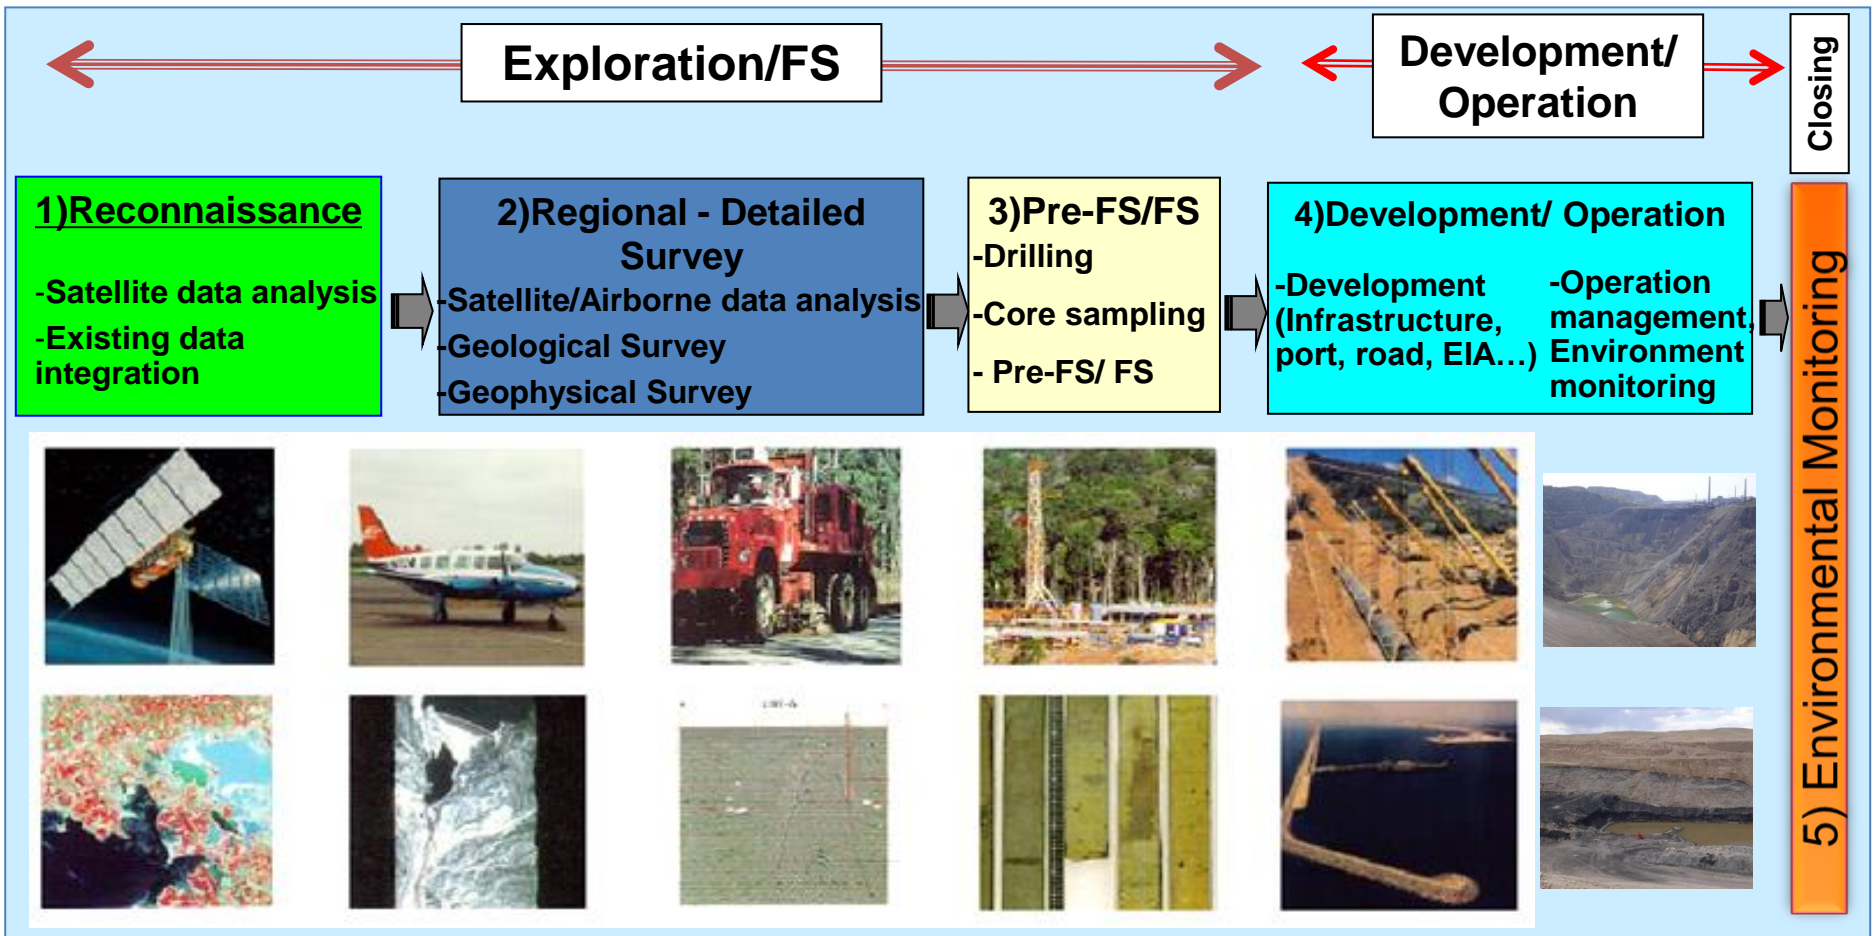 Exploration/FS
Development/
Operation
Closing
1)Reconnaissance
-Satellite data analysis
-Existing data
integration
2)Regional - Detailed
Survey
-Satellite/Airborne data analysis
-Geological Survey
-Geophysical Survey
3)Pre-FS/FS
-Drilling
-Core sampling
- Pre-FS/ FS
4)Development/ Operation
-Development
(Infrastructure,
port, road, EIA…)
-Operation
management,
Environment
monitoring
5) Environmental Monitoring